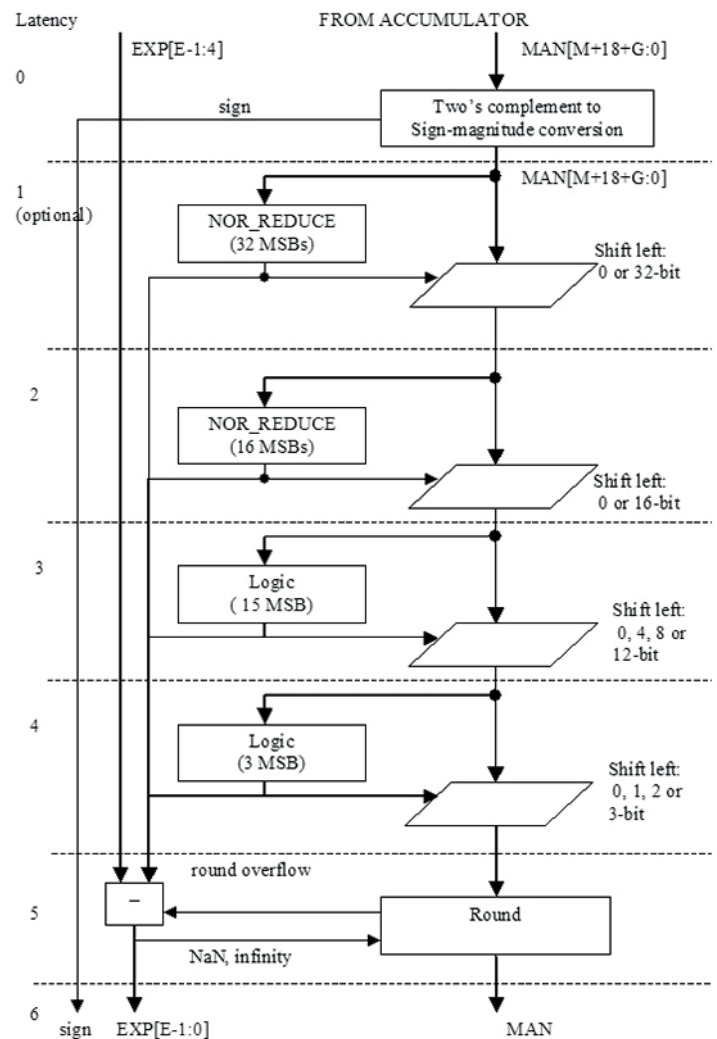 Latency
FROM ACCUMULATOR
EXP[E-1:4]
MAN[M+18+G:0]
0
sign
Two's complement to
Sign-magnitude conversion
1
(optional)
MAN[M+18+G:0]
NOR_REDUCE
(32 MSBs)
Shift left:
0 or 32-bit
2
NOR_REDUCE
(16 MSBs)
Shift left:
0 or 16-bit
3
Logic
( 15 MSB)
Shift left:
0, 4, 8 or
12-bit
4
Logic
(3 MSB)
Shift left:
0, 1, 2 or
3-bit
round overflow
–
5
Round
NaN, infinity
6
sign
EXP[E-1:0]
MAN